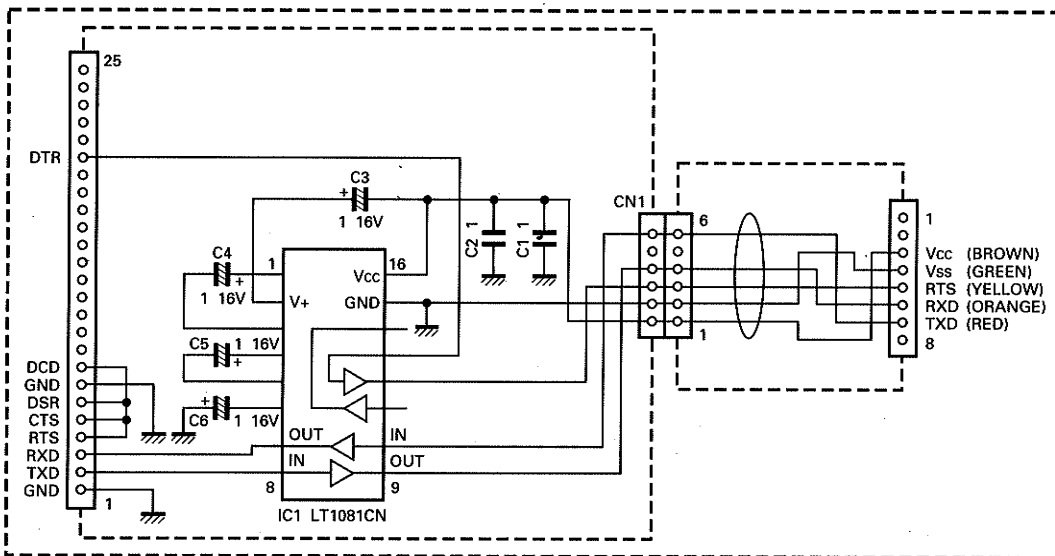 25
DTR
C3
+
1 16V
C4
+
1 16V
1
Vcc
16
V+
GND
C5
1 16V
+
+
C6
1 16V
C2 1
C1 1
CN1
6
1
1
Vcc (BROWN)
Vss (GREEN)
RTS (YELLOW)
RXD (ORANGE)
TXD (RED)
8
DCD
GND
DSR
CTS
RTS
RXD
TXD
GND
1
OUT
IN
IN
OUT
8
9
IC1 LT1081CN